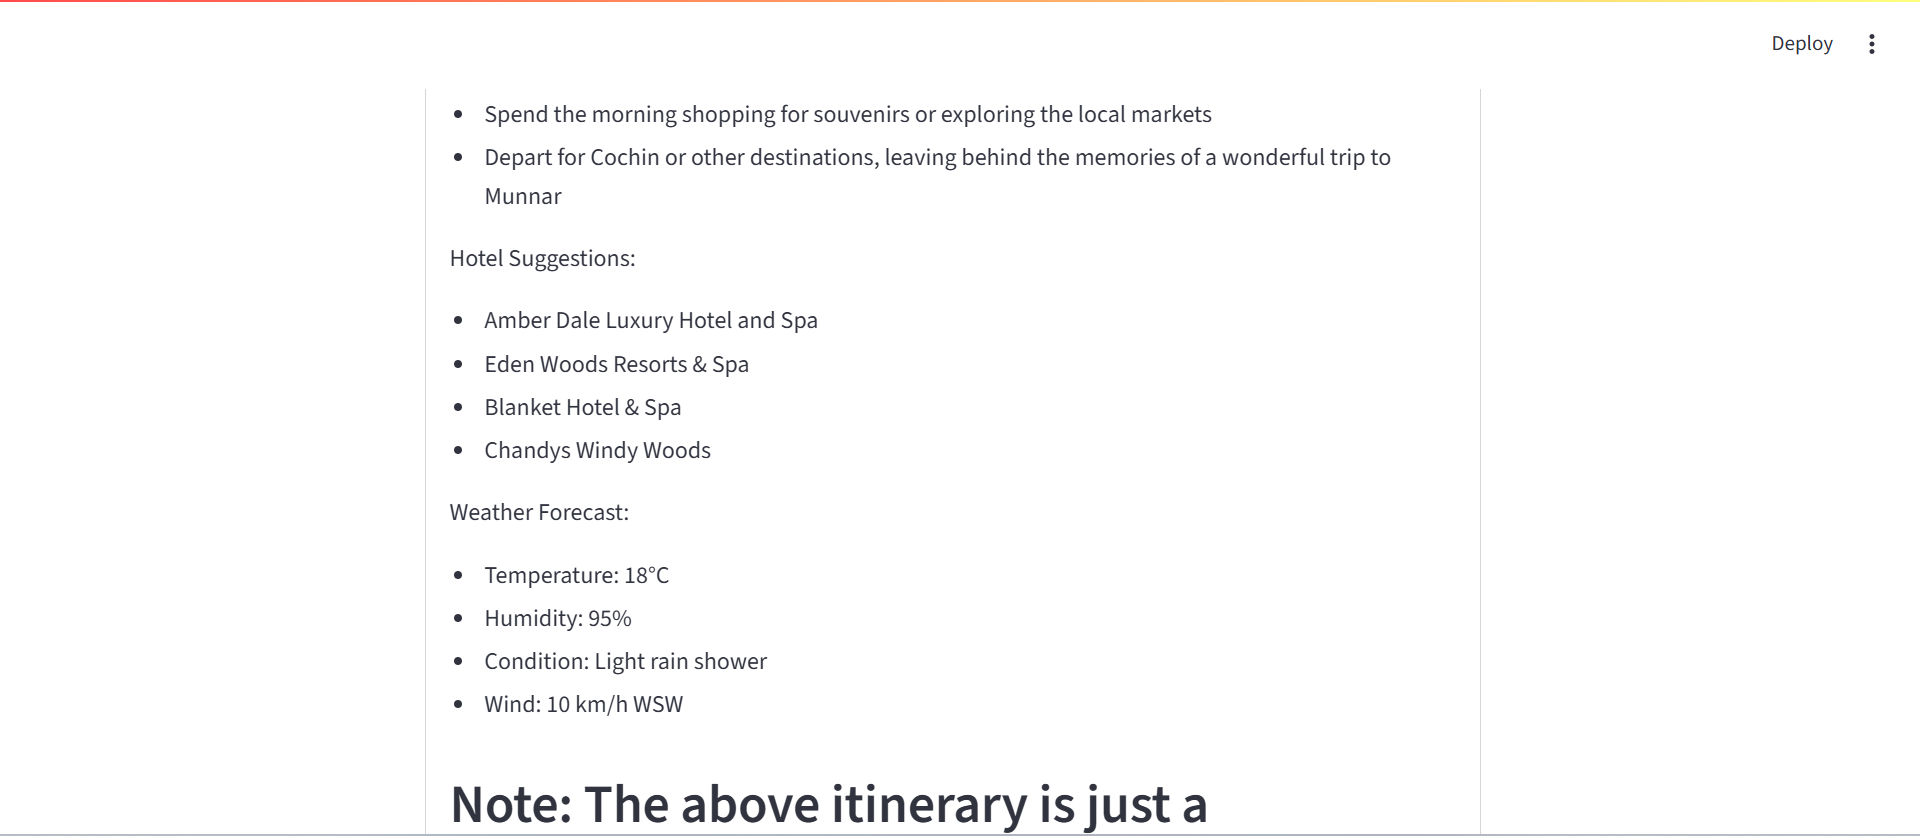 Deploy
Spend the morning shopping for souvenirs or exploring the local markets
Depart for Cochin or other destinations, leaving behind the memories of a wonderful trip to
Munnar
Hotel Suggestions:
Amber Dale Luxury Hotel and Spa
Eden Woods Resorts & Spa
Blanket Hotel & Spa
Chandys Windy Woods
Weather Forecast:
Temperature: 18°C
Humidity: 95%
Condition: Light rain shower
Wind: 10 km/h WSW
Note: The above itinerary is just a